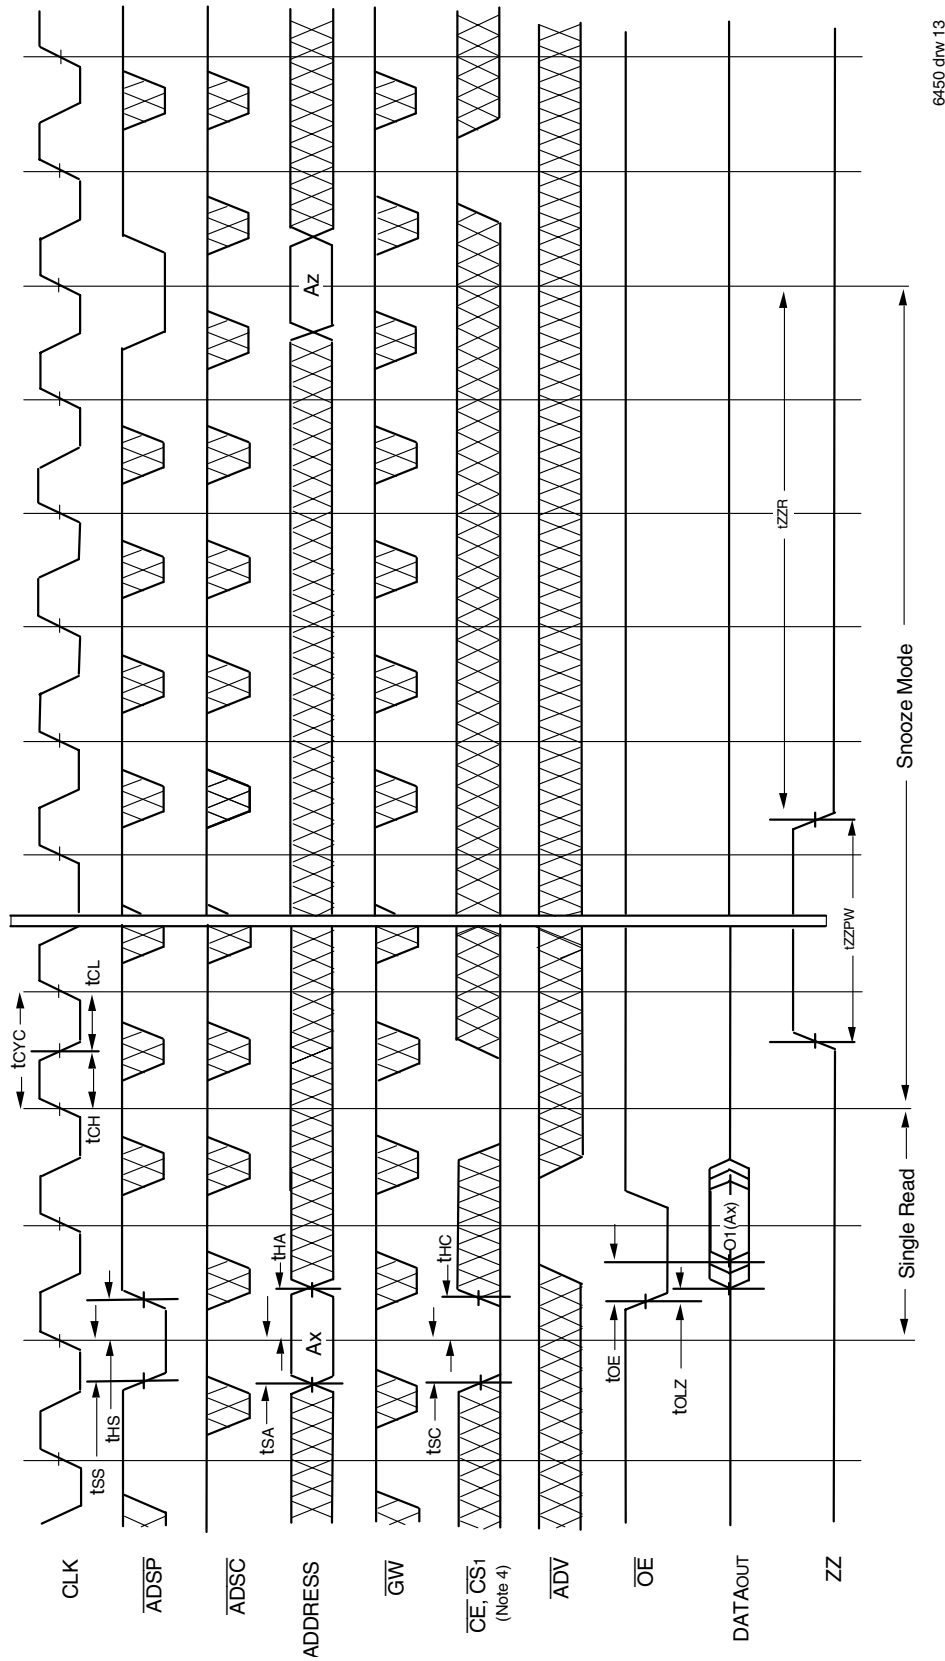 tCYC
tCH
tCL
CLK
tSS
tHS
ADSP
ADSC
tSA
tHA
ADDRESS
Ax
Az
GW
tSC
tHC
CE, CS1
(Note 4)
ADV
OE
tOE
tOLZ
DATAOUT
O1(Ax)
tZZR
ZZ
tZZPW
Single Read
Snooze Mode
6450 drw 13